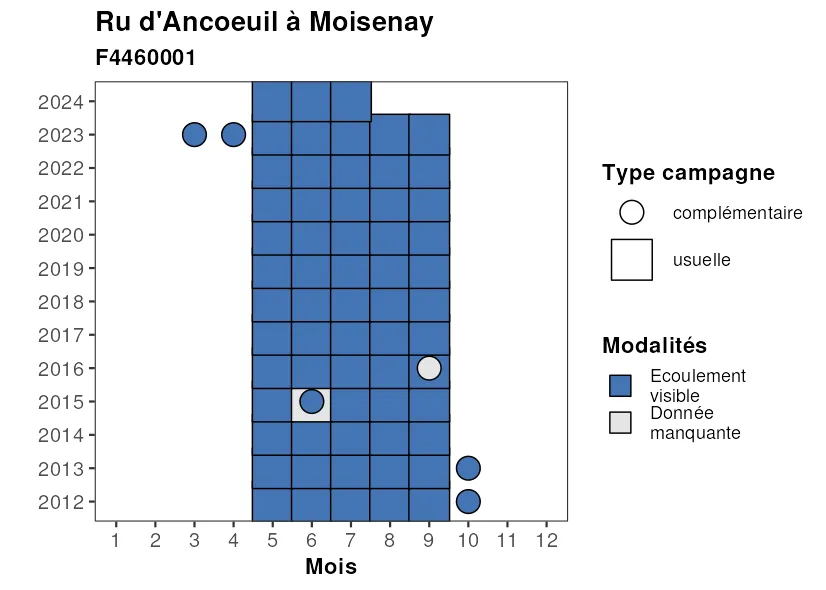 Ru d'Ancoeuil à Moisenay
F4460001
2024
2023
2022
2021
2020
2019
2018
2017
2016
2015
2014
2013
2012
1 2 3 4 5 6 7 8 9 10 11 12
Mois
Type campagne
complémentaire
usuelle
Modalités
Ecoulement
visible
Donnée
manquante